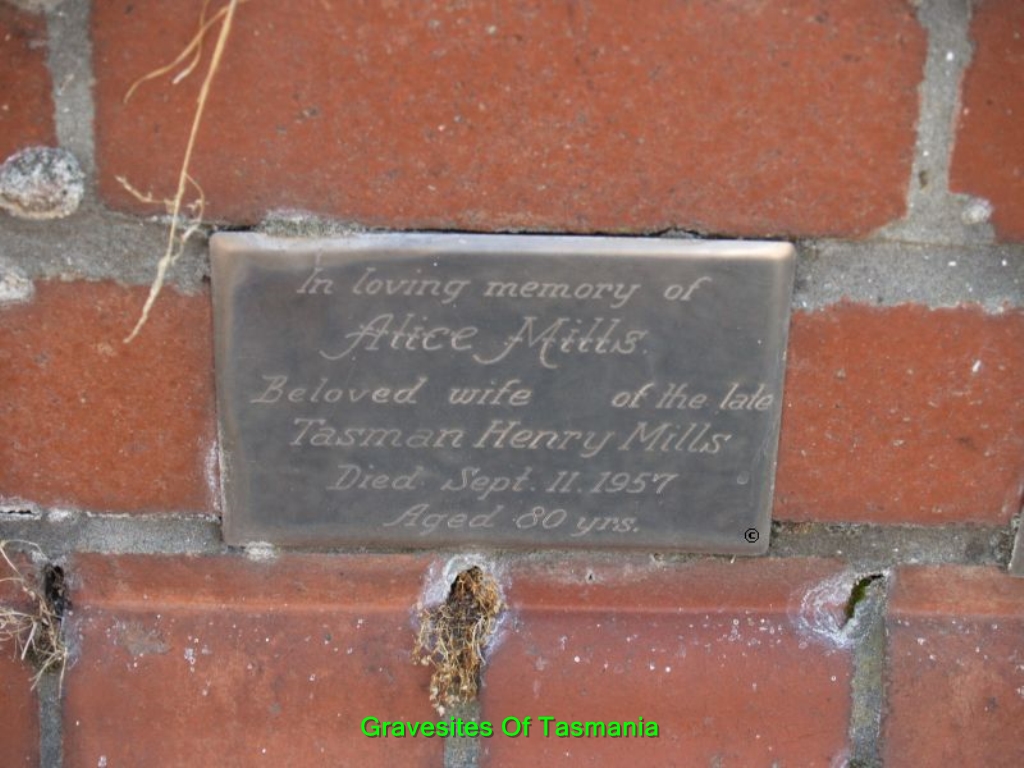 In loving memory of
Alice Mills.
Beloved wife of the late
Tasman Henry Mills
Died Sept. 11. 1957
Aged 80 yrs.
©
Gravesites Of Tasmania